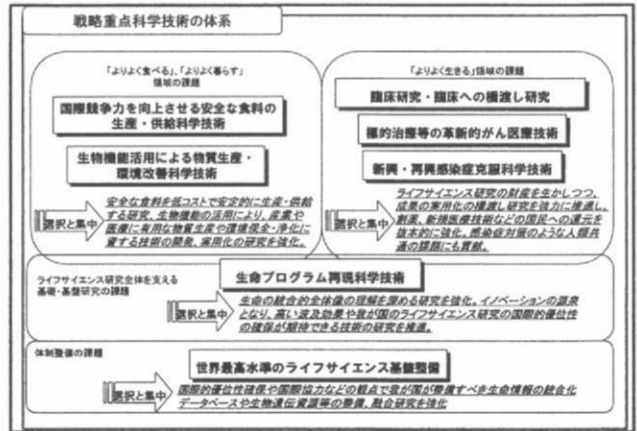 戦略重点科学技術の体系
「よりよく食べる」、「よりよく暮らす」
領域の課題
国際競争力を向上させる安全な食料の
生産・供給科学技術
生物機能活用による物質生産・
環境改善科学技術
選択と集中
安全な食料を低コストで安定的に生産・供給
する研究、生物機能の活用により、産業や
医療に有用な物質生産や環境保全・浄化に
資する技術の開発、実用化の研究を強化。
「よりよく生きる」領域の課題
臨床研究・臨床への橋渡し研究
標的治療等の革新的がん医療技術
新興・再興感染症克服科学技術
選択と集中
ライフサイエンス研究の財産を生かしつつ、
成果の実用化の橋渡し研究を強力に推進し、
創薬、新規医療技術などの国民への還元を
抜本的に強化。感染症対策のような人類共
通の課題にも貢献。
ライフサイエンス研究全体を支える
基礎・基盤研究の課題
生命プログラム再現科学技術
選択と集中
生命の統合的全体像の理解を深める研究を強化。イノベーションの源泉
となり、高い波及効果や我が国のライフサイエンス研究の国際的優位性
の確保が期待できる技術の研究を推進。
体制整備の課題
世界最高水準のライフサイエンス基盤整備
選択と集中
国際的優位性確保や国際協力などの観点で我が国が整備すべき生命情報の統合化
データベースや生物遺伝資源等の整備、融合研究を強化